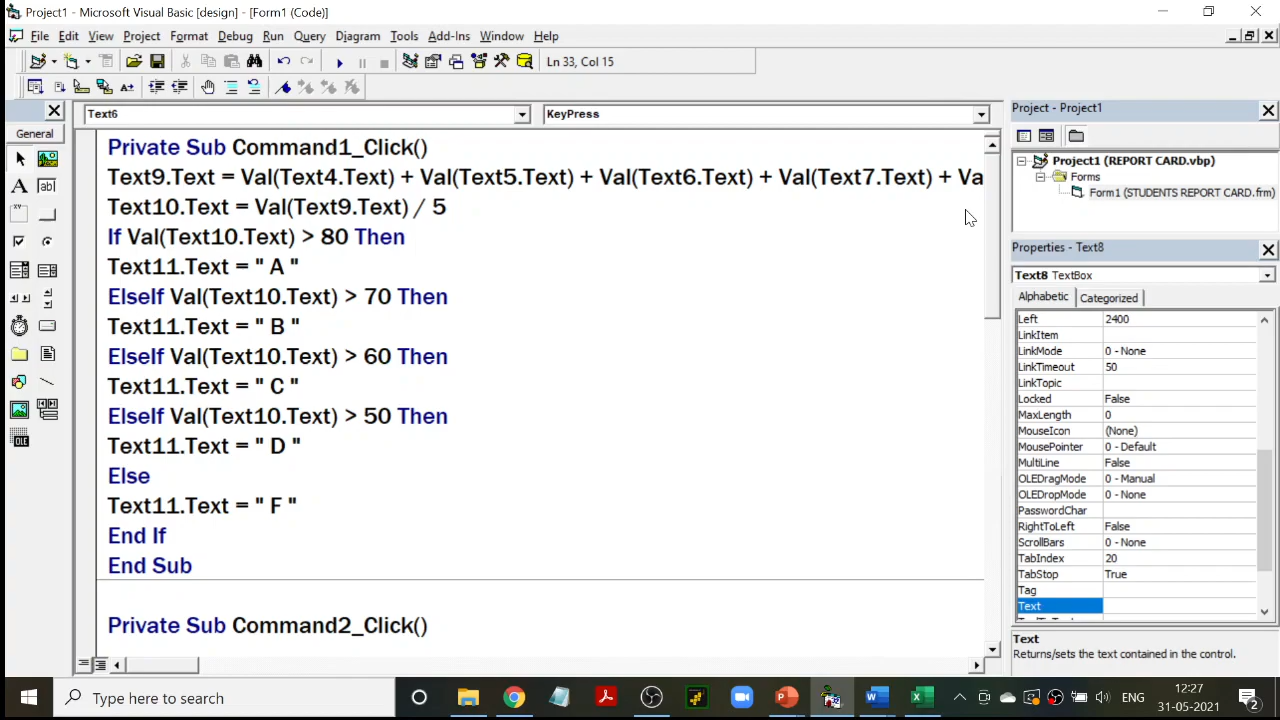 Project1 - Microsoft Visual Basic [design] - [Form1 (Code)]
File Edit View Project Format Debug Run Query Diagram Tools Add-Ins Window Help
Ln 33, Col 15
General
Text6
KeyPress
Private Sub Command1_Click()
Text9.Text = Val(Text4.Text) + Val(Text5.Text) + Val(Text6.Text) + Val(Text7.Text) + Va
Text10.Text = Val(Text9.Text) / 5
If Val(Text10.Text) > 80 Then
Text11.Text = " A "
ElseIf Val(Text10.Text) > 70 Then
Text11.Text = " B "
ElseIf Val(Text10.Text) > 60 Then
Text11.Text = " C "
ElseIf Val(Text10.Text) > 50 Then
Text11.Text = " D "
Else
Text11.Text = " F "
End If
End Sub
Private Sub Command2_Click()
Project - Project1
Project1 (REPORT CARD.vbp)
Forms
Form1 (STUDENTS REPORT CARD.frm)
Properties - Text8
Text8 TextBox
Alphabetic Categorized
Left 2400
LinkItem
LinkMode 0 - None
LinkTimeout 50
LinkTopic
Locked False
MaxLength 0
MouseIcon (None)
MousePointer 0 - Default
MultiLine False
OLEDragMode 0 - Manual
OLEDropMode 0 - None
PasswordChar
RightToLeft False
ScrollBars 0 - None
TabIndex 20
TabStop True
Tag
Text
Text
Returns/sets the text contained in the control.
Type here to search
ENG
12:27
31-05-2021
2